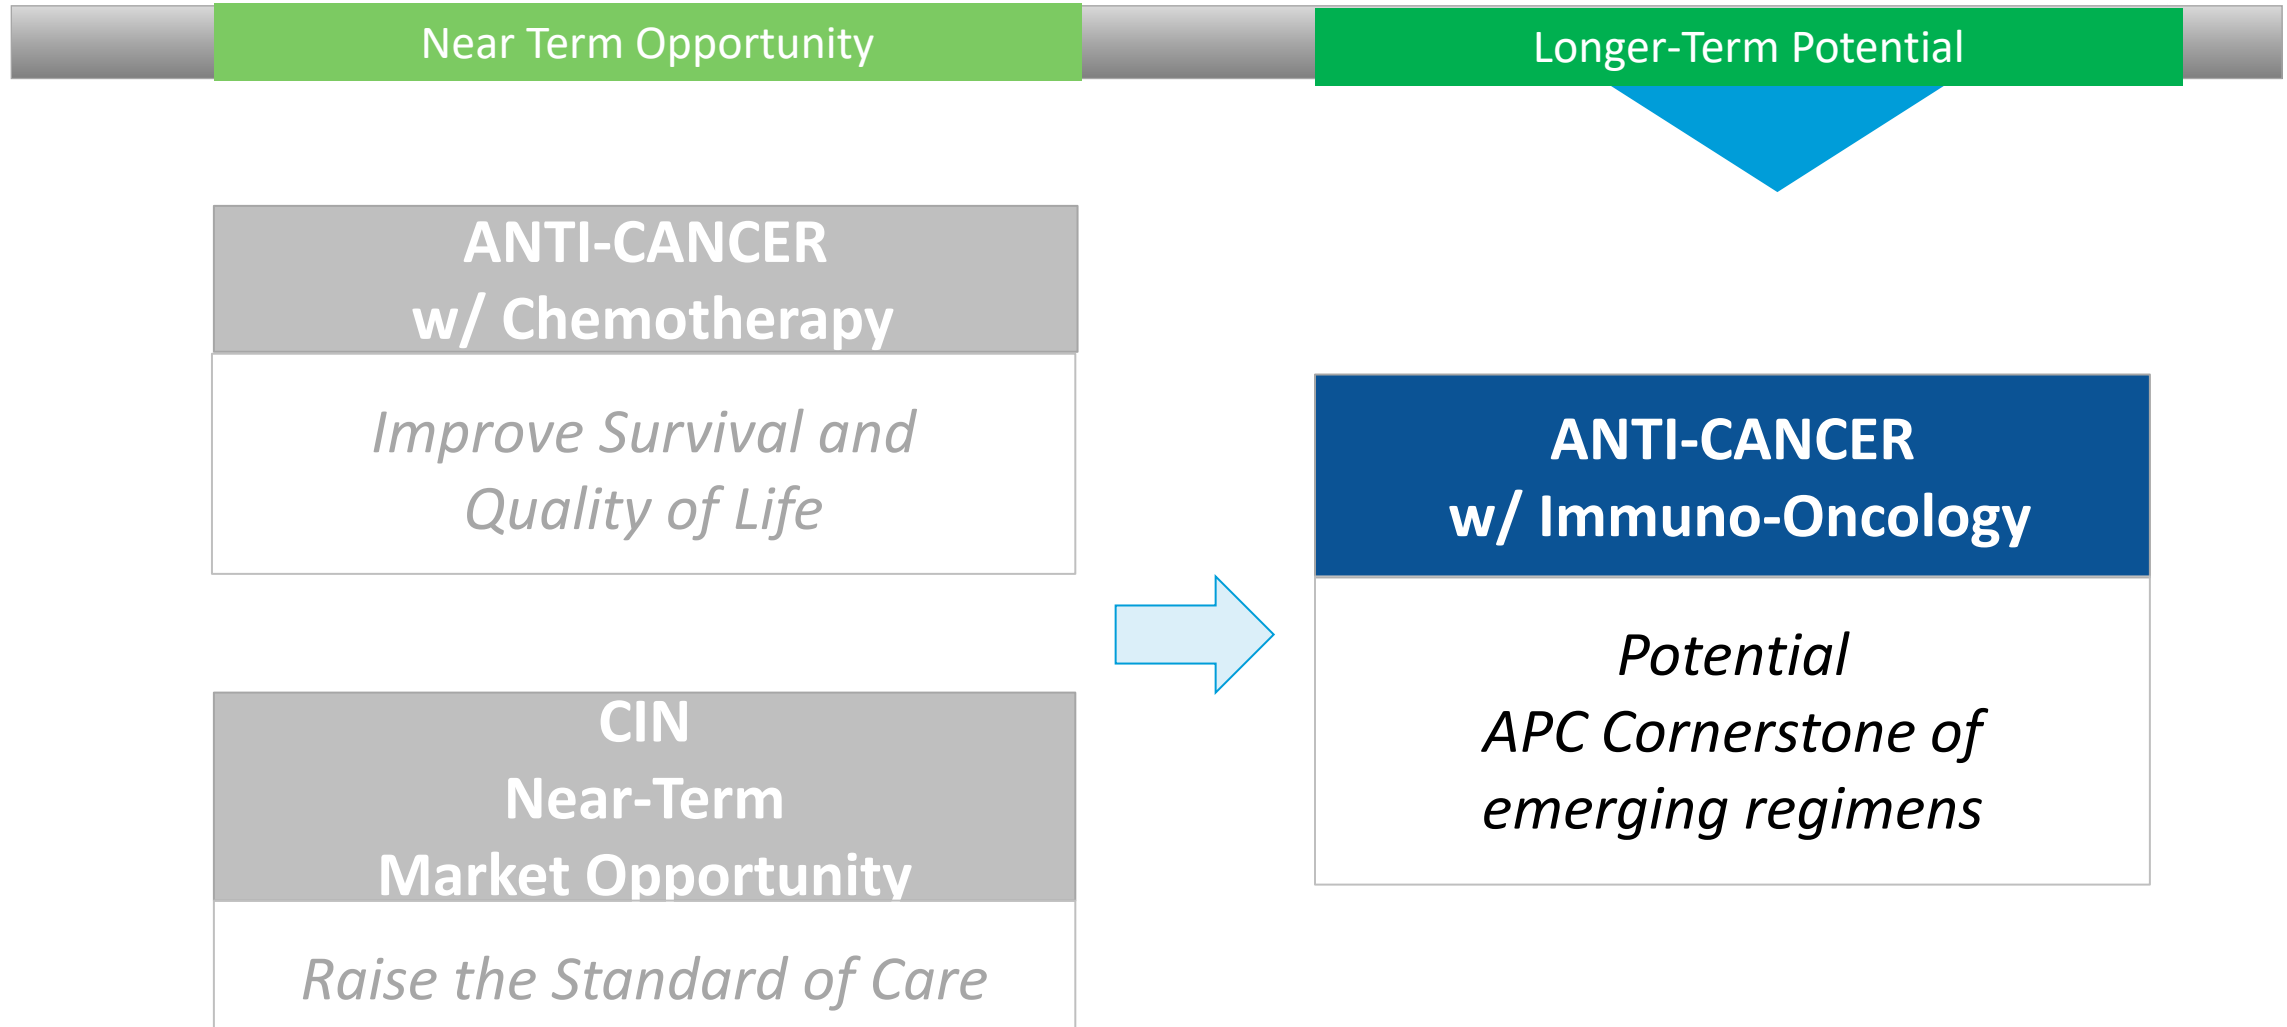 Near Term Opportunity
Longer-Term Potential
ANTI-CANCER
w/ Chemotherapy
Improve Survival and
Quality of Life
CIN
Near-Term
Market Opportunity
Raise the Standard of Care
ANTI-CANCER
w/ Immuno-Oncology
Potential
APC Cornerstone of
emerging regimens